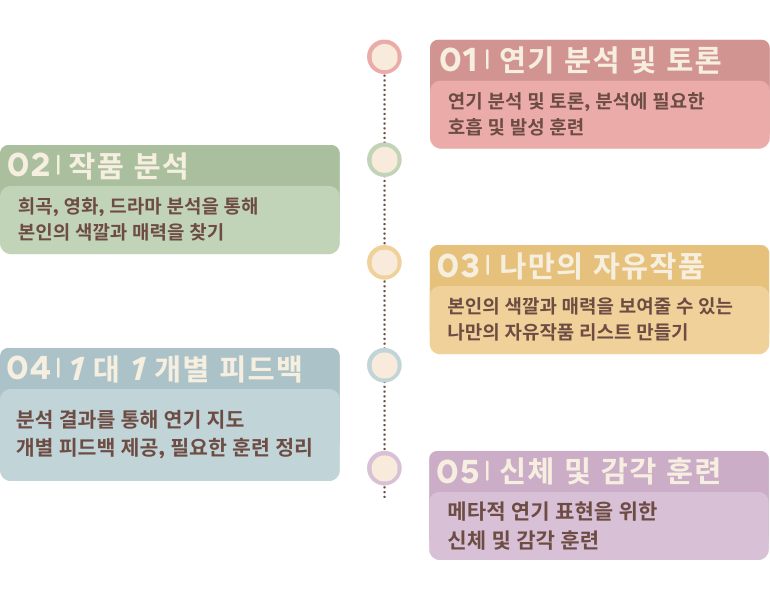 01 | 연기 분석 및 토론
연기 분석 및 토론, 분석에 필요한
호흡 및 발성 훈련
02 | 작품 분석
희곡, 영화, 드라마 분석을 통해
본인의 색깔과 매력을 찾기
03 | 나만의 자유작품
본인의 색깔과 매력을 보여줄 수 있는
나만의 자유작품 리스트 만들기
04 | 1 대 1 개별 피드백
분석 결과를 통해 연기 지도
개별 피드백 제공, 필요한 훈련 정리
05 | 신체 및 감각 훈련
메타적 연기 표현을 위한
신체 및 감각 훈련